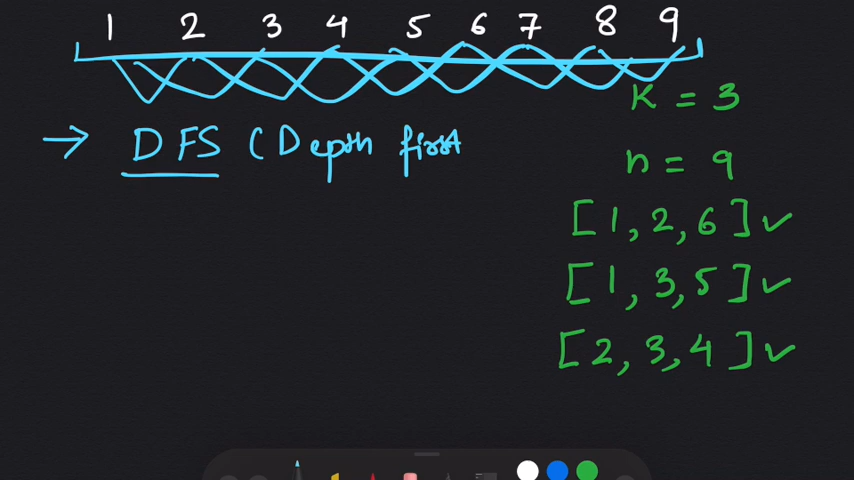 1 2 3 4 5 6 7 8 9
K = 3
→ DFS (Depth first
n = 9
[1, 2, 6] ✓
[1, 3, 5] ✓
[2, 3, 4] ✓